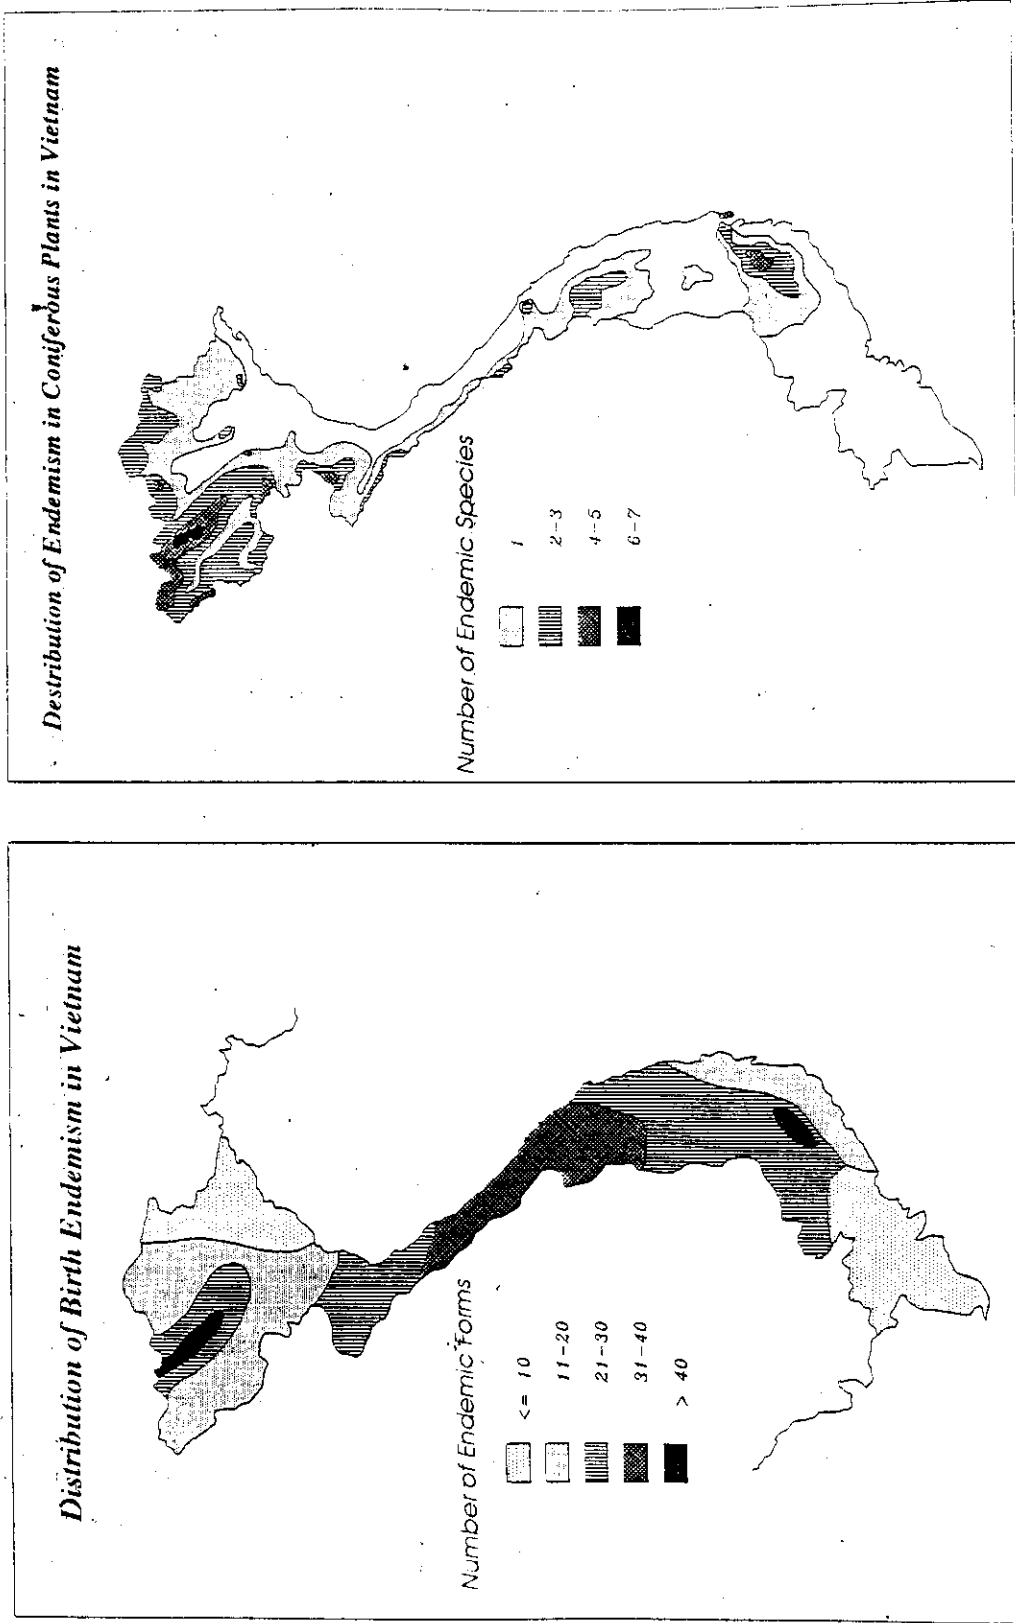 Distribution of Birth Endemism in Vietnam
Number of Endemic Forms
<= 10
11-20
21-30
31-40
> 40
Destribution of Endemism in Coniferous Plants in Vietnam
Number of Endemic Species
1
2-3
4-5
6-7